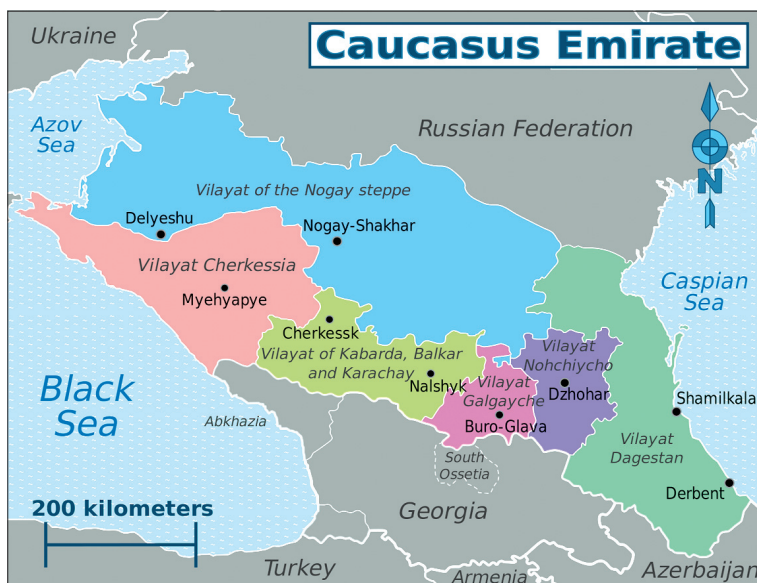 Ukraine
Caucasus Emirate
Azov
Sea
Russian Federation
N
Vilayat of the Nogay steppe
Delyeshu
Nogay-Shakhar
Vilayat Cherkessia
Myehyapye
Caspian
Sea
Cherkessk
Vilayat of Kabarda, Balkar
and Karachay
Nalshyk
Vilayat
Nohchiycho
Dzhohar
Vilayat
Galgayche
Buro-Glava
Black
Sea
Abkhazia
Shamilkala
Vilayat
Dagestan
South
Ossetia
Derbent
200 kilometers
Georgia
Turkey
Armenia
Azerbaijan